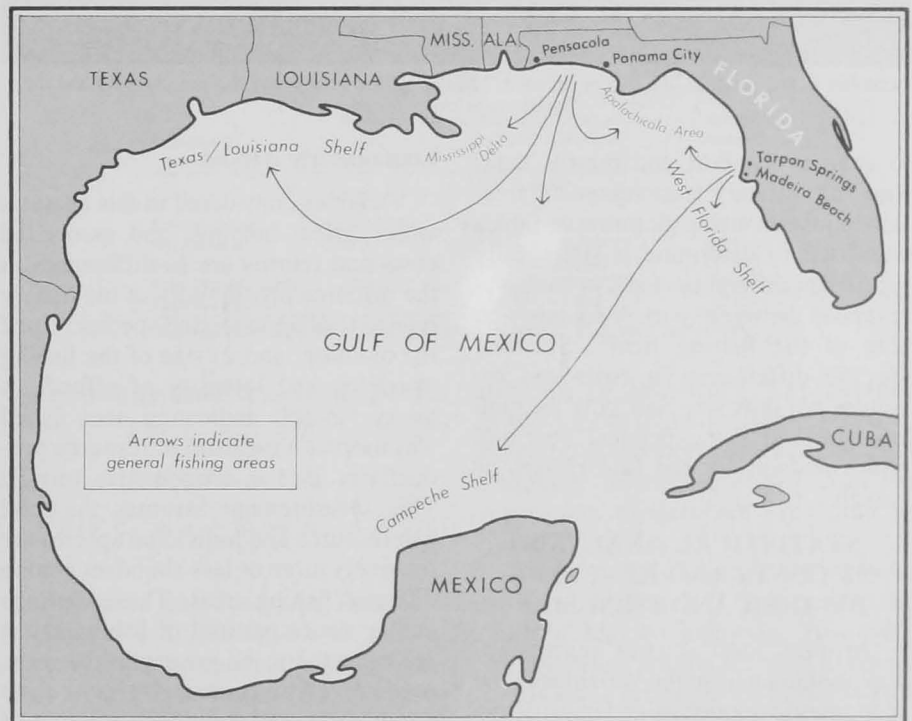 MISS.
ALA.
Pensacola
Panama City
TEXAS
LOUISIANA
FLORIDA
Apalachicola Area
Mississippi
Delta
Texas/Louisiana Shelf
Tarpon Springs
Madeira Beach
West Florida Shelf
GULF OF MEXICO
Arrows indicate
general fishing areas
CUBA
Campeche Shelf
MEXICO